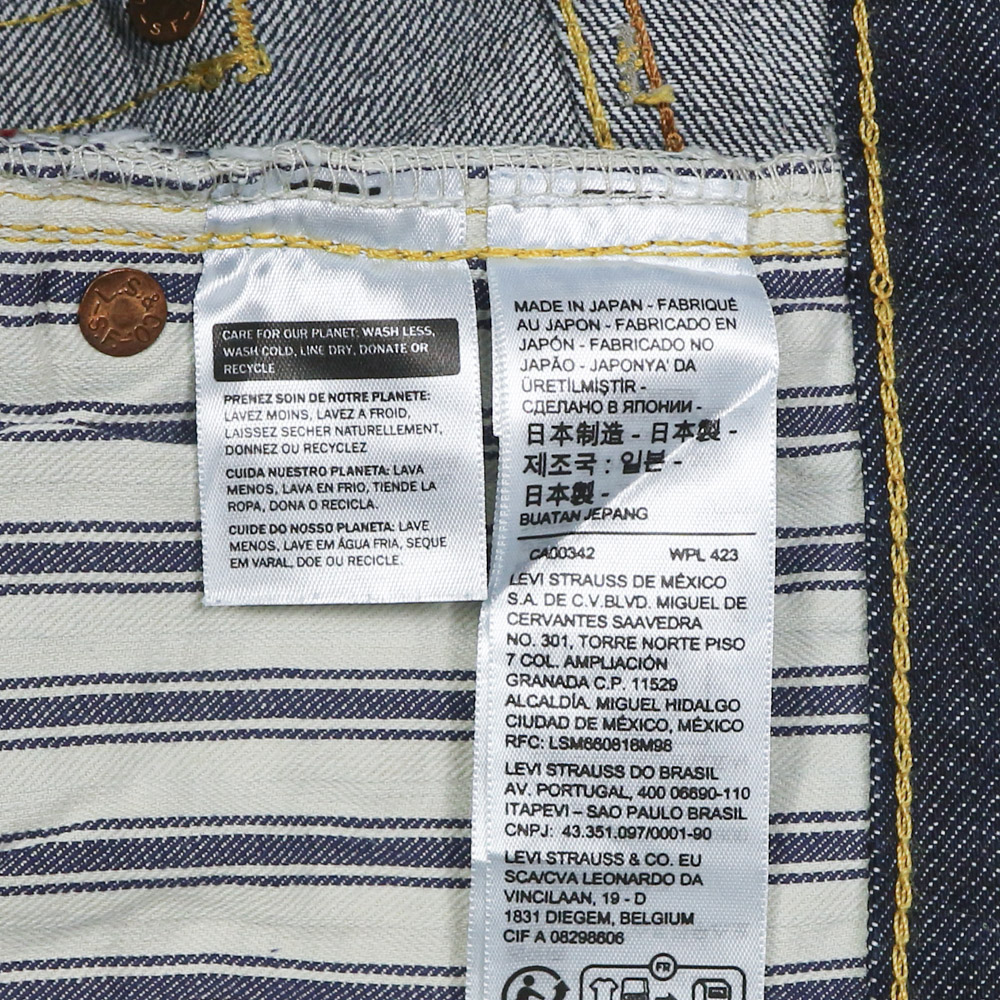 L.S.&CO.-S.F.
CARE FOR OUR PLANET: WASH LESS,
WASH COLD, LINE DRY, DONATE OR
RECYCLE
PRENEZ SOIN DE NOTRE PLANETE:
LAVEZ MOINS, LAVEZ A FROID,
LAISSEZ SECHER NATURELLEMENT,
DONNEZ OU RECYCLEZ
CUIDA NUESTRO PLANETA: LAVA
MENOS, LAVA EN FRIO, TIENDE LA
ROPA, DONA O RECICLA.
CUIDE DO NOSSO PLANETA: LAVE
MENOS, LAVE EM ÁGUA FRIA, SEQUE
EM VARAL, DOE OU RECICLE.
MADE IN JAPAN - FABRIQUÉ
AU JAPON - FABRICADO EN
JAPÓN - FABRICADO NO
JAPÃO - JAPONYA' DA
ÜRETİLMİŞTİR -
СДЕЛАНО В ЯПОНИИ -
日本制造 - 日本製 -
제조국 : 일본 -
日本製 -
BUATAN JEPANG
CA00342 WPL 423
LEVI STRAUSS DE MÉXICO
S.A. DE C.V.BLVD. MIGUEL DE
CERVANTES SAAVEDRA
NO. 301, TORRE NORTE PISO
7 COL. AMPLIACIÓN
GRANADA C.P. 11529
ALCALDÍA. MIGUEL HIDALGO
CIUDAD DE MÉXICO, MÉXICO
RFC: LSM660816M98
LEVI STRAUSS DO BRASIL
AV. PORTUGAL, 400 06690-110
ITAPEVI – SAO PAULO BRASIL
CNPJ: 43.351.097/0001-90
LEVI STRAUSS & CO. EU
SCA/CVA LEONARDO DA
VINCILAAN, 19 - D
1831 DIEGEM, BELGIUM
CIF A 08298606
FR